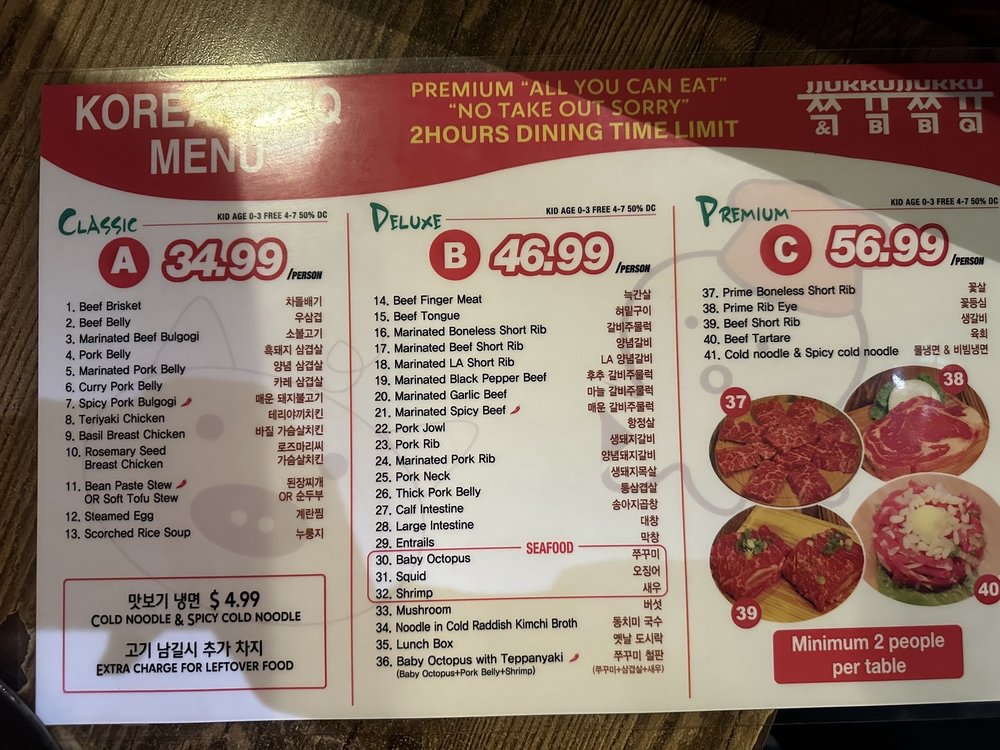 KOREAN BBQ
MENU
PREMIUM “ALL YOU CAN EAT”
“NO TAKE OUT SORRY”
2HOURS DINING TIME LIMIT
JJUKKUJJUKKU
쭉꾸쭉꾸
& B B Q
CLASSIC
KID AGE 0-3 FREE 4-7 50% DC
A 34.99 /PERSON
1. Beef Brisket 차돌배기
2. Beef Belly 우삼겹
3. Marinated Beef Bulgogi 소불고기
4. Pork Belly 흑돼지 삼겹살
5. Marinated Pork Belly 양념 삼겹살
6. Curry Pork Belly 카레 삼겹살
7. Spicy Pork Bulgogi 매운 돼지불고기
8. Teriyaki Chicken 테리야끼치킨
9. Basil Breast Chicken 바질 가슴살치킨
10. Rosemary Seed 로즈마리씨
Breast Chicken 가슴살치킨
11. Bean Paste Stew 된장찌개
OR Soft Tofu Stew OR 순두부
12. Steamed Egg 계란찜
13. Scorched Rice Soup 누룽지
맛보기 냉면 $ 4.99
COLD NOODLE & SPICY COLD NOODLE
고기 남길시 추가 차지
EXTRA CHARGE FOR LEFTOVER FOOD
DELUXE
KID AGE 0-3 FREE 4-7 50% DC
B 46.99 /PERSON
14. Beef Finger Meat 늑간살
15. Beef Tongue 혀밑구이
16. Marinated Boneless Short Rib 갈비주물럭
17. Marinated Beef Short Rib 양념갈비
18. Marinated LA Short Rib LA 양념갈비
19. Marinated Black Pepper Beef 후추 갈비주물럭
20. Marinated Garlic Beef 마늘 갈비주물럭
21. Marinated Spicy Beef 매운 갈비주물럭
22. Pork Jowl 항정살
23. Pork Rib 생돼지갈비
24. Marinated Pork Rib 양념돼지갈비
25. Pork Neck 생돼지목살
26. Thick Pork Belly 통삼겹살
27. Calf Intestine 송아지곱창
28. Large Intestine 대창
29. Entrails 막창
SEAFOOD
30. Baby Octopus 쭈꾸미
31. Squid 오징어
32. Shrimp 새우
33. Mushroom 버섯
34. Noodle in Cold Raddish Kimchi Broth 동치미 국수
35. Lunch Box 옛날 도시락
36. Baby Octopus with Teppanyaki 쭈꾸미 철판
(Baby Octopus+Pork Belly+Shrimp) (쭈꾸미+삼겹살+새우)
PREMIUM
KID AGE 0-3 FREE 4-7 50% DC
C 56.99 /PERSON
37. Prime Boneless Short Rib 꽃살
38. Prime Rib Eye 꽃등심
39. Beef Short Rib 생갈비
40. Beef Tartare 육회
41. Cold noodle & Spicy cold noodle 물냉면 & 비빔냉면
37
38
39
40
Minimum 2 people
per table